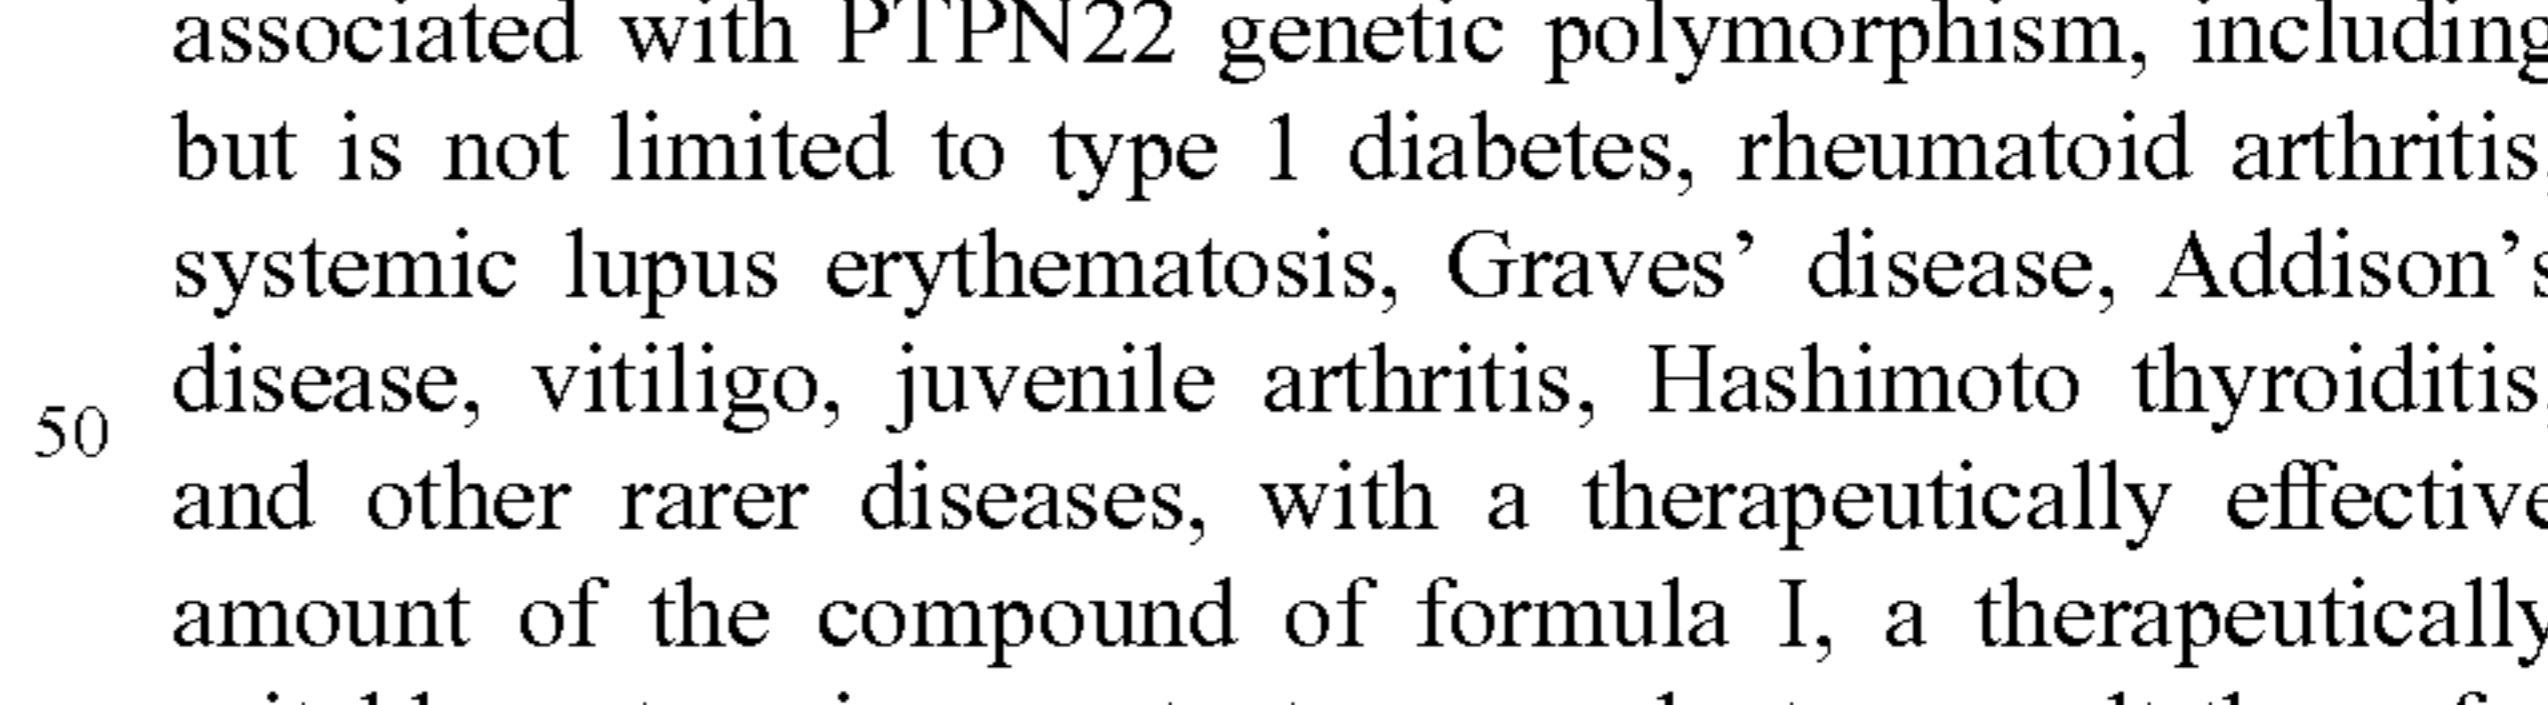 associated with PTPN22 genetic polymorphism, including
but is not limited to type 1 diabetes, rheumatoid arthritis,
systemic lupus erythematosis, Graves’ disease, Addison’s
disease, vitiligo, juvenile arthritis, Hashimoto thyroiditis,
50
and other rarer diseases, with a therapeutically effective
amount of the compound of formula I, a therapeutically